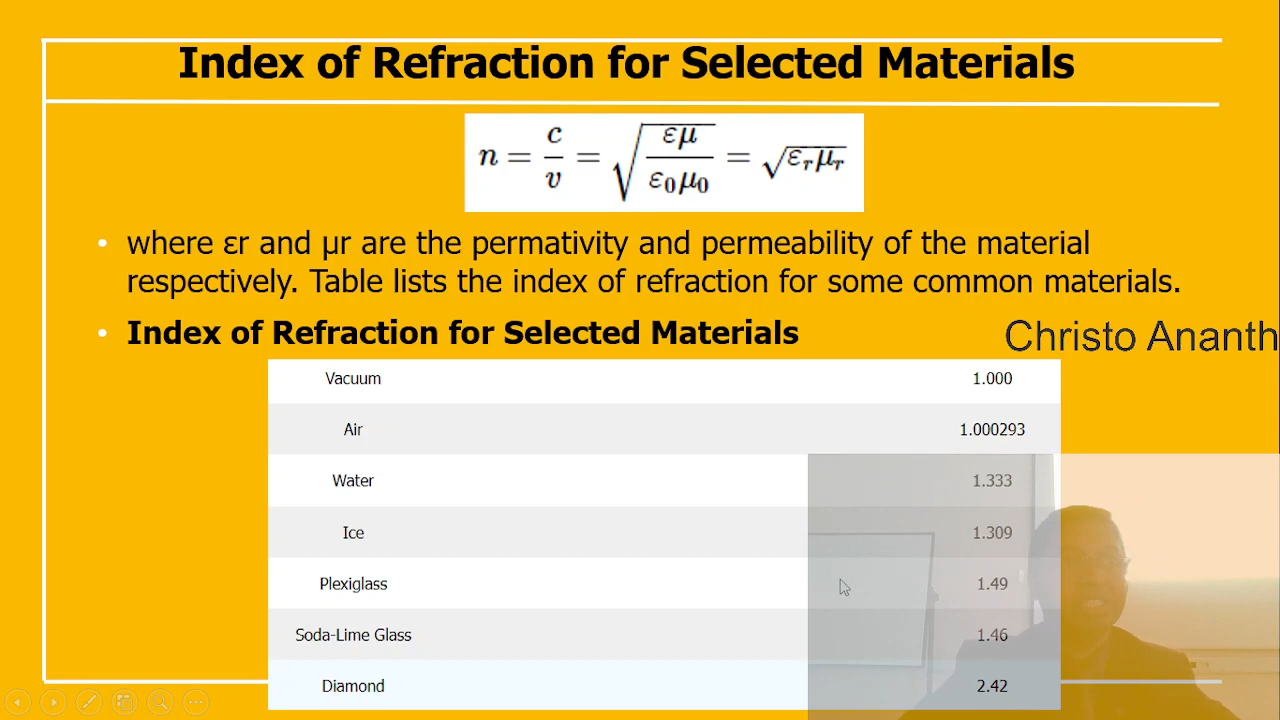 Index of Refraction for Selected Materials
n = c/v = √(εμ/ε₀μ₀) = √εᵣμᵣ
• where εr and μr are the permativity and permeability of the material
respectively. Table lists the index of refraction for some common materials.
• Index of Refraction for Selected Materials
Christo Ananth
Vacuum 1.000
Air 1.000293
Water 1.333
Ice 1.309
Plexiglass 1.49
Soda-Lime Glass 1.46
Diamond 2.42